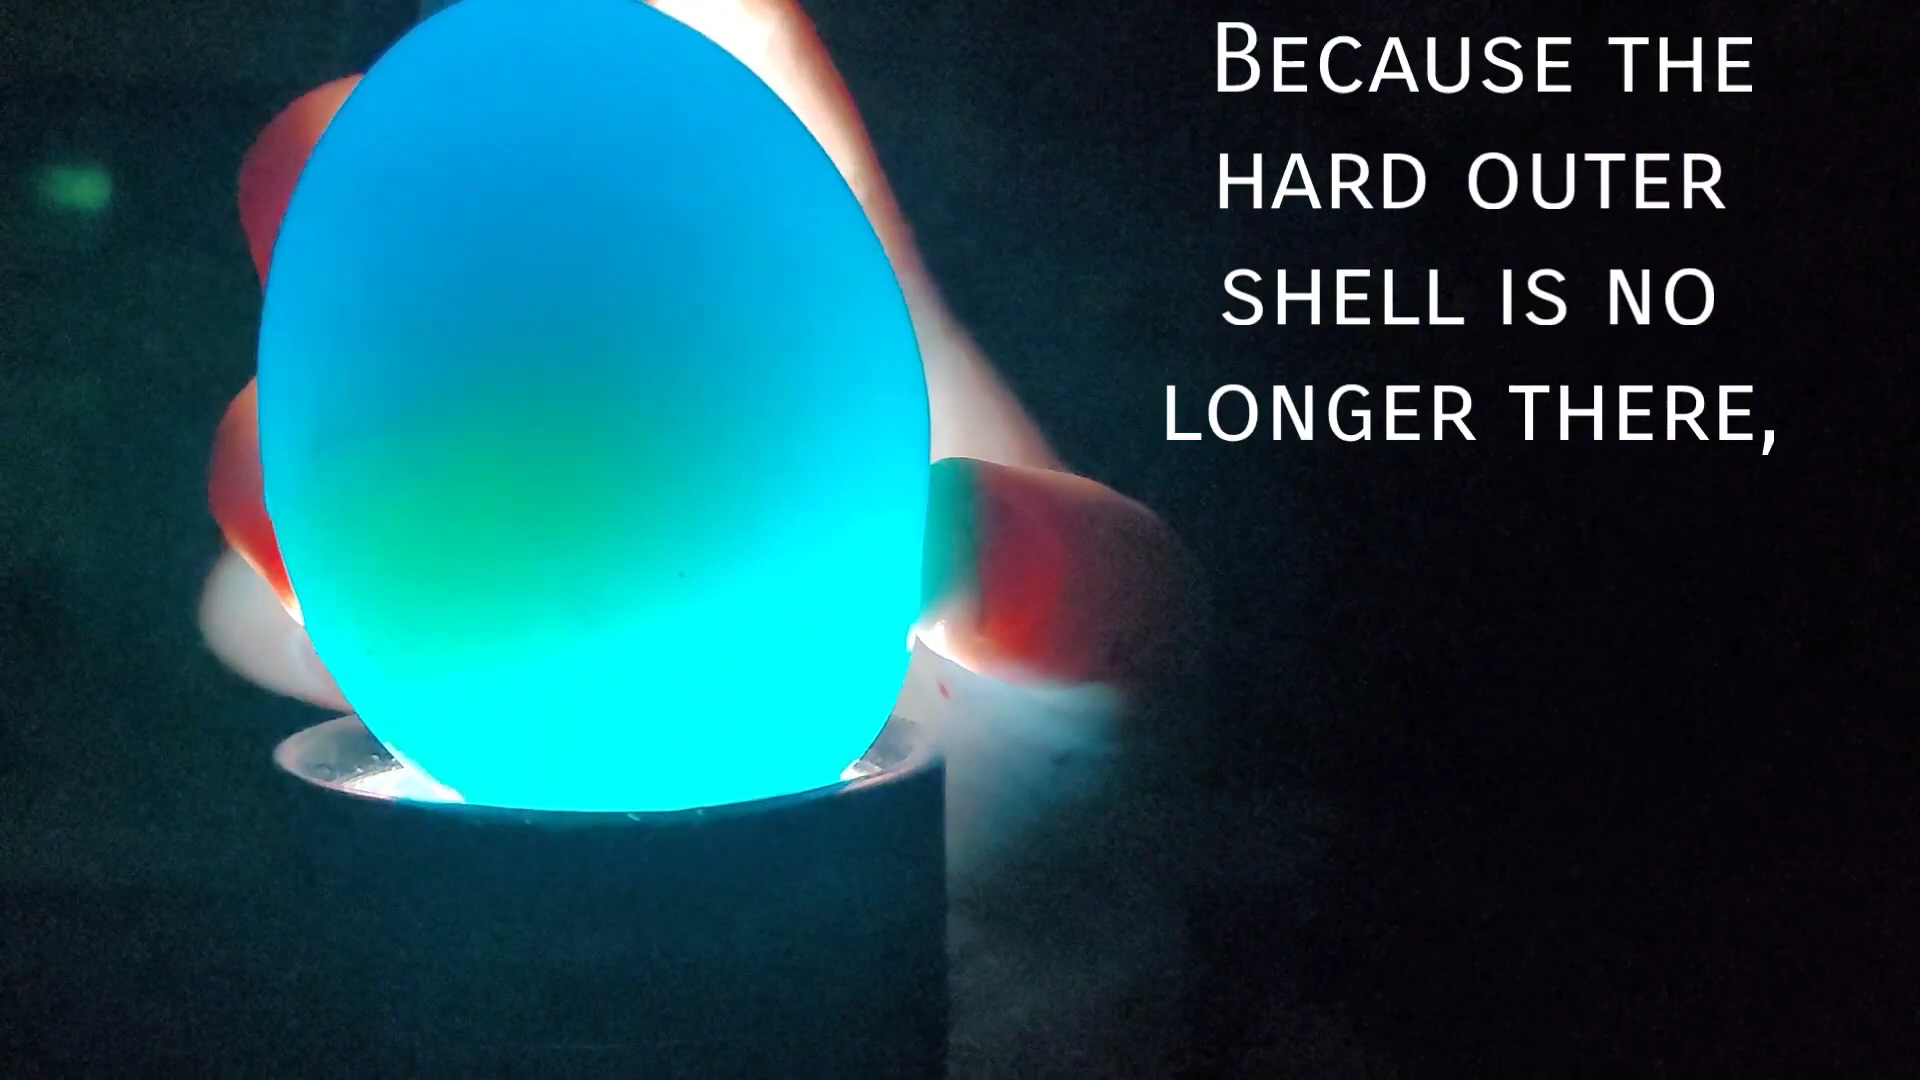 Because the
hard outer
shell is no
longer there,